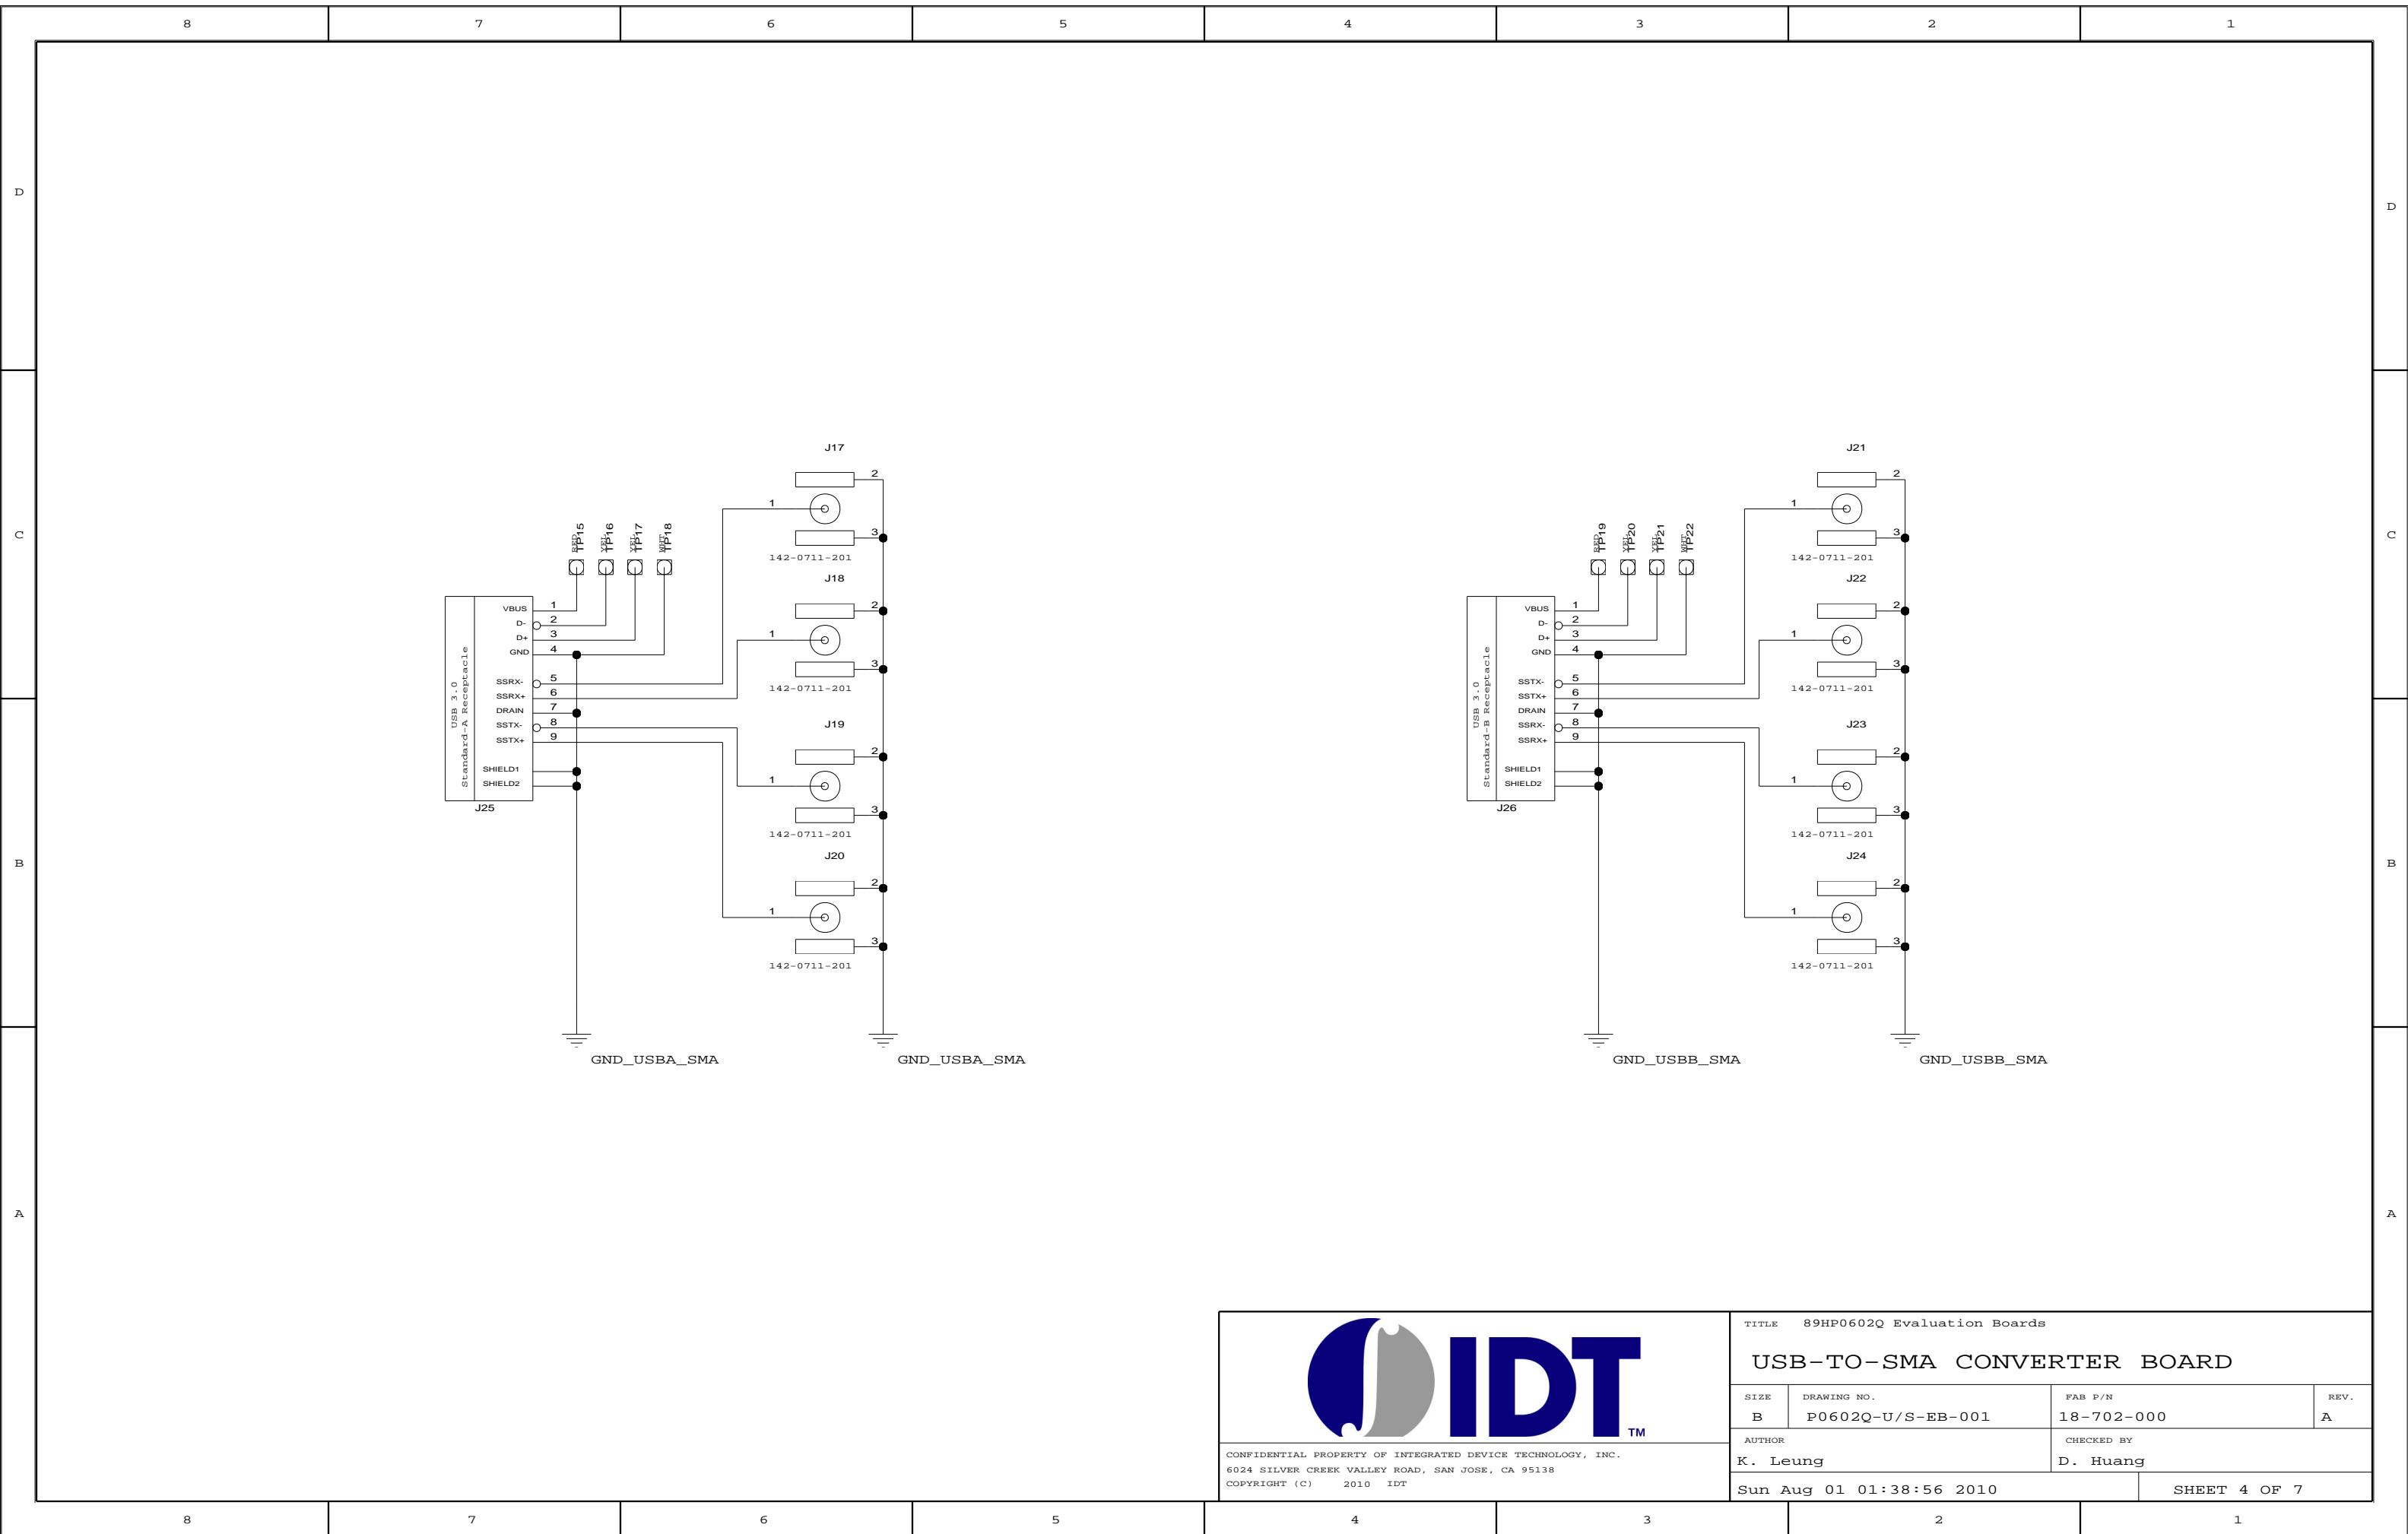 8 7 6 5 4 3 2 1
D D
C C
B B
A A
J17
2
1
3
142-0711-201
J18
2
1
3
142-0711-201
J19
2
1
3
142-0711-201
J20
2
1
3
142-0711-201
RED TP15
YEL TP16
YEL TP17
WHT TP18
USB 3.0
Standard-A Receptacle
VBUS 1
D- 2
D+ 3
GND 4
SSRX- 5
SSRX+ 6
DRAIN 7
SSTX- 8
SSTX+ 9
SHIELD1
SHIELD2
J25
GND_USBA_SMA
GND_USBA_SMA
J21
2
1
3
142-0711-201
J22
2
1
3
142-0711-201
J23
2
1
3
142-0711-201
J24
2
1
3
142-0711-201
RED TP19
YEL TP20
YEL TP21
WHT TP22
USB 3.0
Standard-B Receptacle
VBUS 1
D- 2
D+ 3
GND 4
SSTX- 5
SSTX+ 6
DRAIN 7
SSRX- 8
SSRX+ 9
SHIELD1
SHIELD2
J26
GND_USBB_SMA
GND_USBB_SMA
IDT TM
CONFIDENTIAL PROPERTY OF INTEGRATED DEVICE TECHNOLOGY, INC.
6024 SILVER CREEK VALLEY ROAD, SAN JOSE, CA 95138
COPYRIGHT (C) 2010 IDT
TITLE 89HP0602Q Evaluation Boards
USB-TO-SMA CONVERTER BOARD
SIZE DRAWING NO. FAB P/N REV.
B P0602Q-U/S-EB-001 18-702-000 A
AUTHOR CHECKED BY
K. Leung D. Huang
Sun Aug 01 01:38:56 2010 SHEET 4 OF 7
8 7 6 5 4 3 2 1